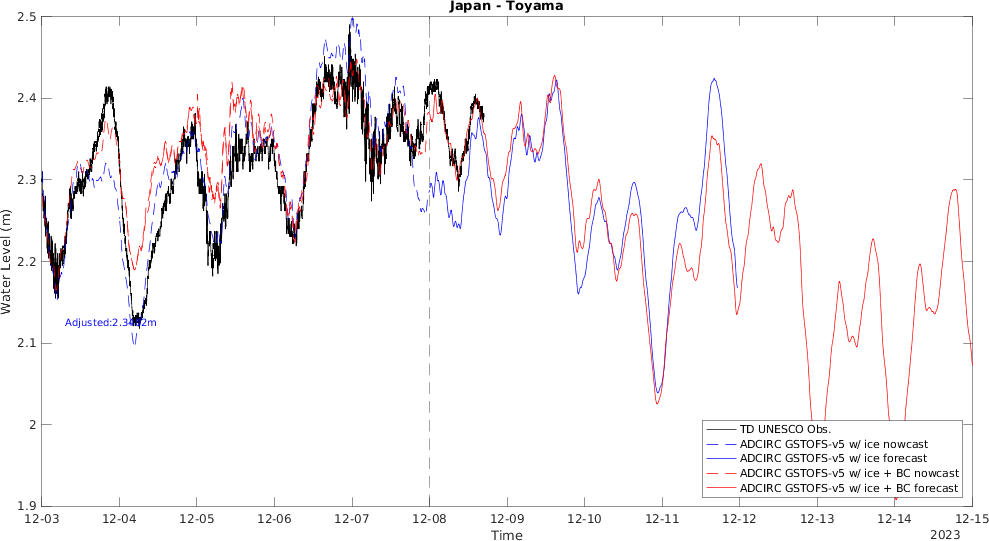 Japan - Toyama
2.5
2.4
2.3
2.2
2.1
2
1.9
Water Level (m)
TD UNESCO Obs.
ADCIRC GSTOFS-v5 w/ ice nowcast
ADCIRC GSTOFS-v5 w/ ice forecast
ADCIRC GSTOFS-v5 w/ ice + BC nowcast
ADCIRC GSTOFS-v5 w/ ice + BC forecast
12-03 12-04 12-05 12-06 12-07 12-08 12-09 12-10 12-11 12-12 12-13 12-14 12-15
Time
2023